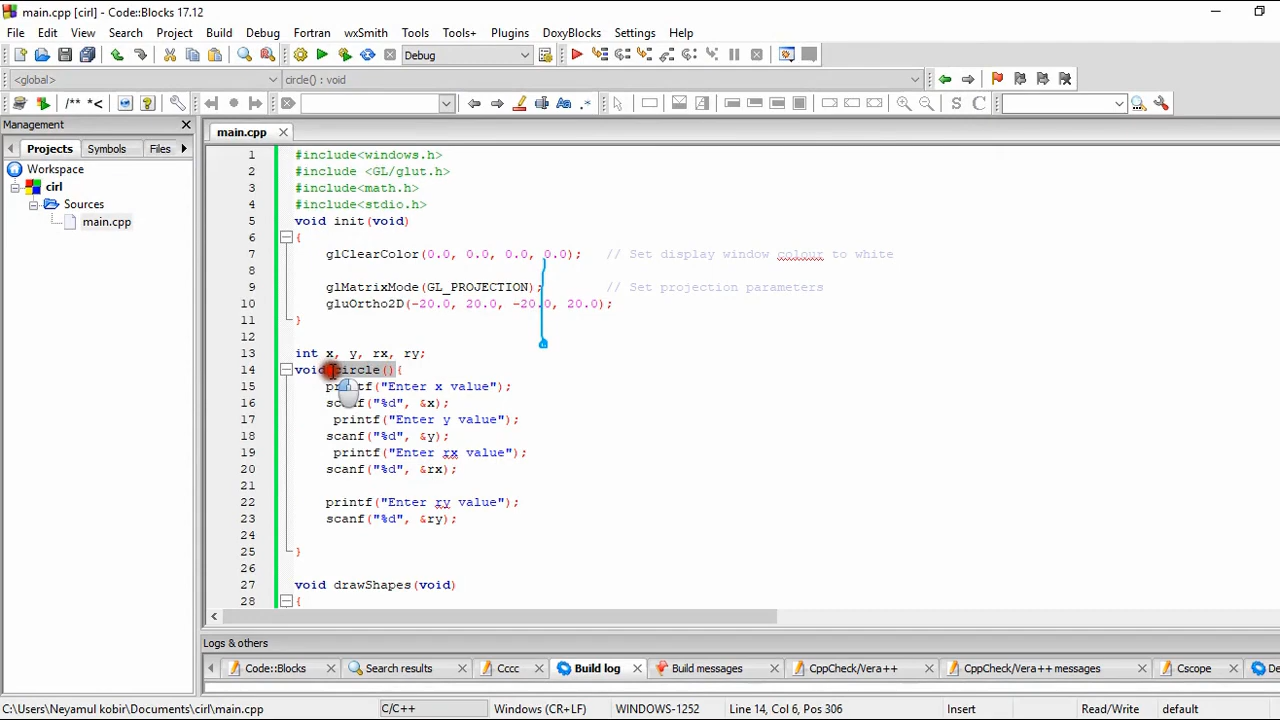 main.cpp [cirl] - Code::Blocks 17.12
File Edit View Search Project Build Debug Fortran wxSmith Tools Tools+ Plugins DoxyBlocks Settings Help
Debug
<global>
circle() : void
/** *<
Aa .*
S C
Management
main.cpp
Projects Symbols Files
Workspace
cirl
Sources
main.cpp
1 #include<windows.h>
2 #include <GL/glut.h>
3 #include<math.h>
4 #include<stdio.h>
5 void init(void)
6 {
7 glClearColor(0.0, 0.0, 0.0, 0.0); // Set display window colour to white
8
9 glMatrixMode(GL_PROJECTION); // Set projection parameters
10 gluOrtho2D(-20.0, 20.0, -20.0, 20.0);
11 }
12
13 int x, y, rx, ry;
14 void circle(){
15 printf("Enter x value");
16 scanf("%d", &x);
17 printf("Enter y value");
18 scanf("%d", &y);
19 printf("Enter rx value");
20 scanf("%d", &rx);
21
22 printf("Enter ry value");
23 scanf("%d", &ry);
24
25 }
26
27 void drawShapes(void)
28 {
Logs & others
Code::Blocks Search results Cccc Build log Build messages CppCheck/Vera++ CppCheck/Vera++ messages Cscope De
C:\Users\Neyamul kobir\Documents\cirl\main.cpp C/C++ Windows (CR+LF) WINDOWS-1252 Line 14, Col 6, Pos 306 Insert Read/Write default